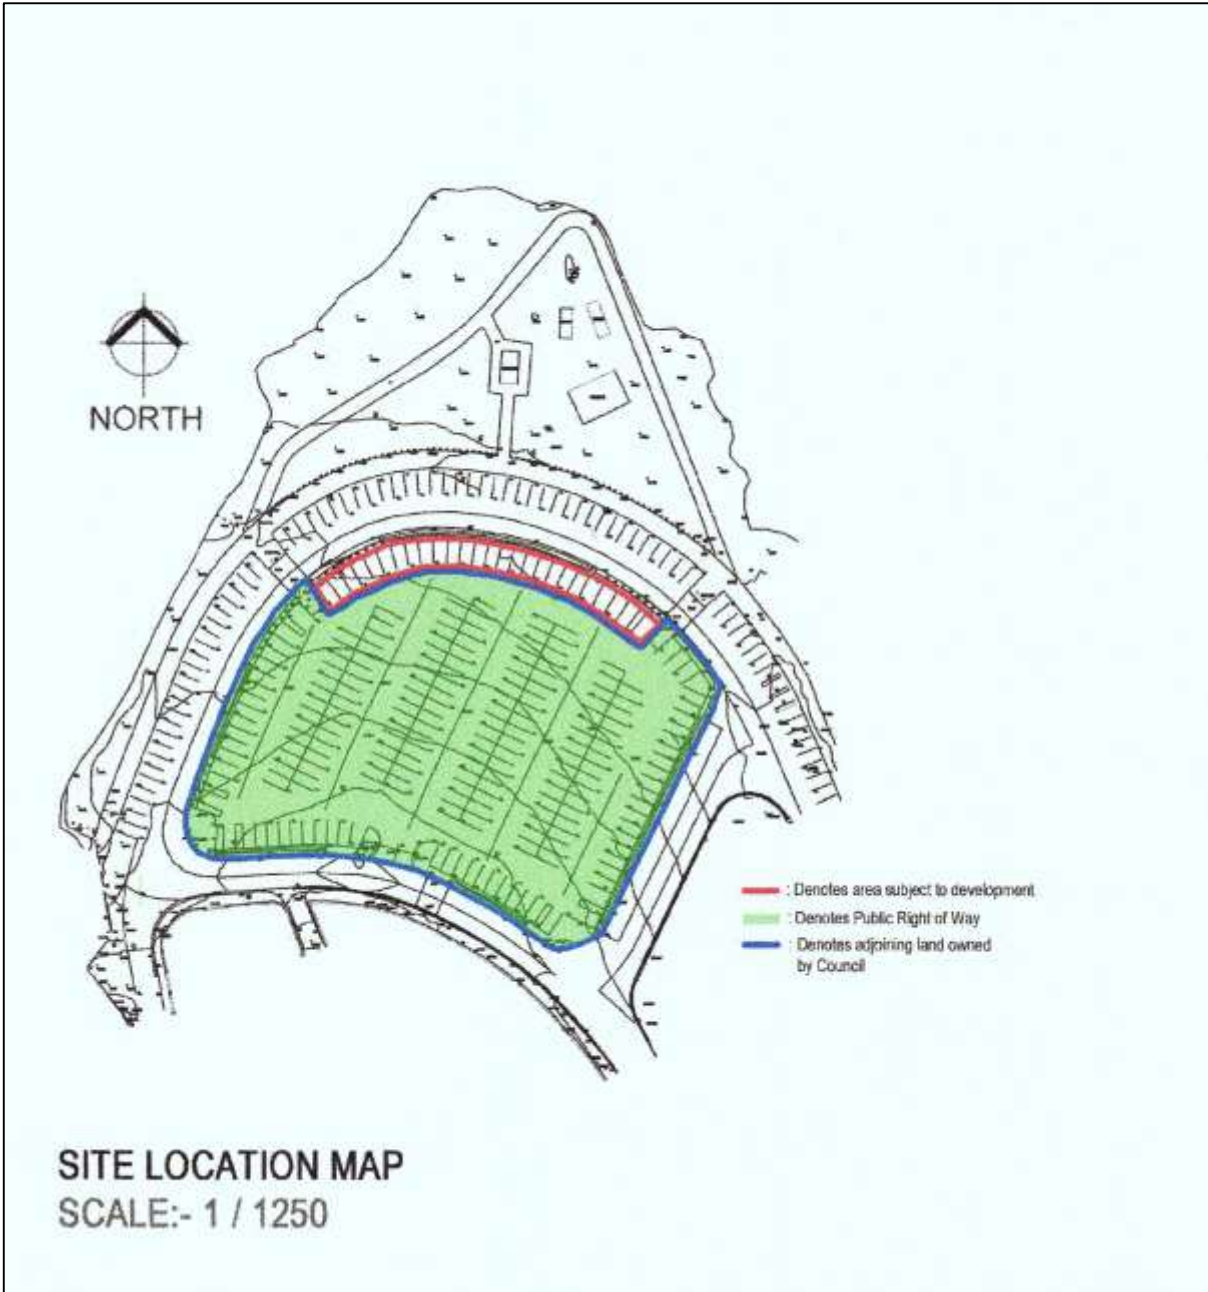 NORTH
: Denotes area subject to development
: Denotes Public Right of Way
: Denotes adjoining land owned
by Council
SITE LOCATION MAP
SCALE:- 1 / 1250